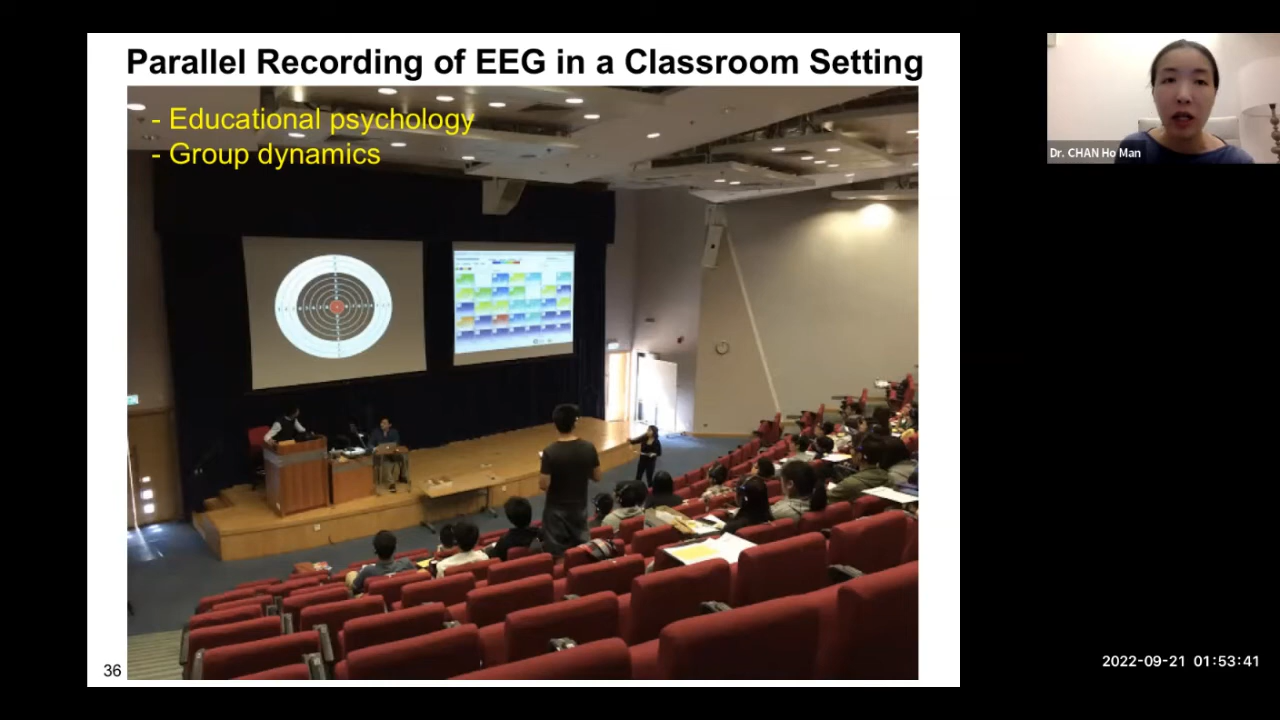 Parallel Recording of EEG in a Classroom Setting
- Educational psychology
- Group dynamics
36
Dr. CHAN Ho Man
2022-09-21 01:53:41